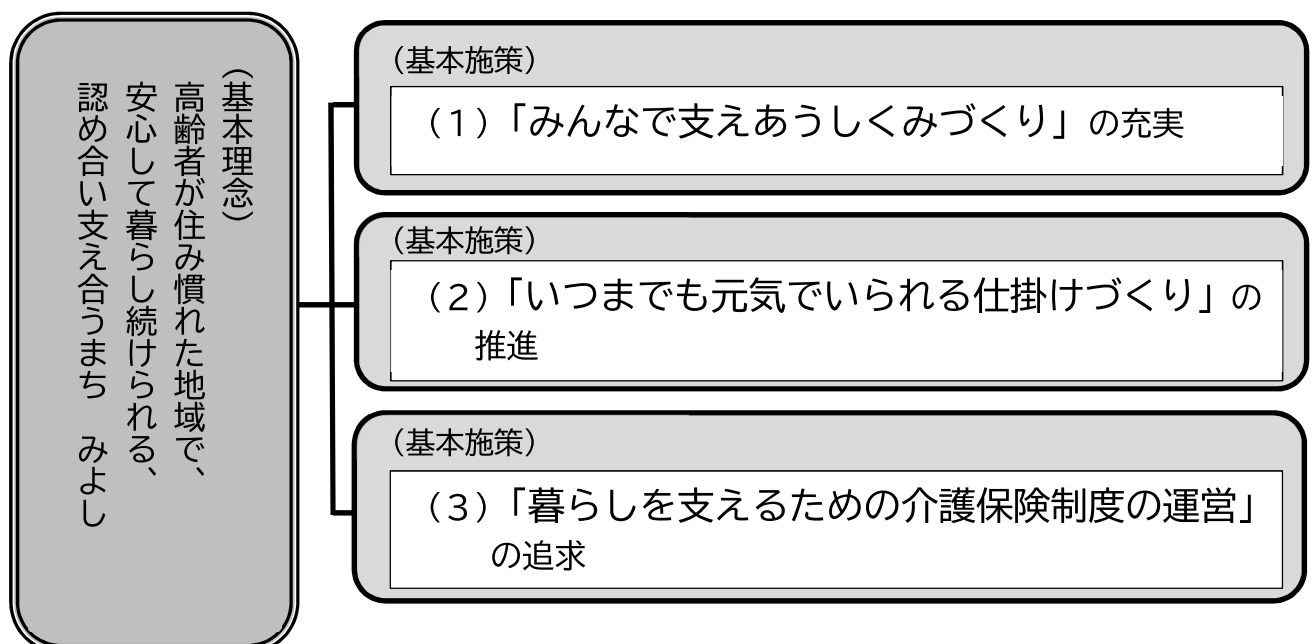 （基本理念）
高齢者が住み慣れた地域で、
安心して暮らし続けられる、
認め合い支え合うまち　みよし
（基本施策）
（１）「みんなで支えあうしくみづくり」の充実
（基本施策）
（２）「いつまでも元気でいられる仕掛けづくり」の
推進
（基本施策）
（３）「暮らしを支えるための介護保険制度の運営」
の追求